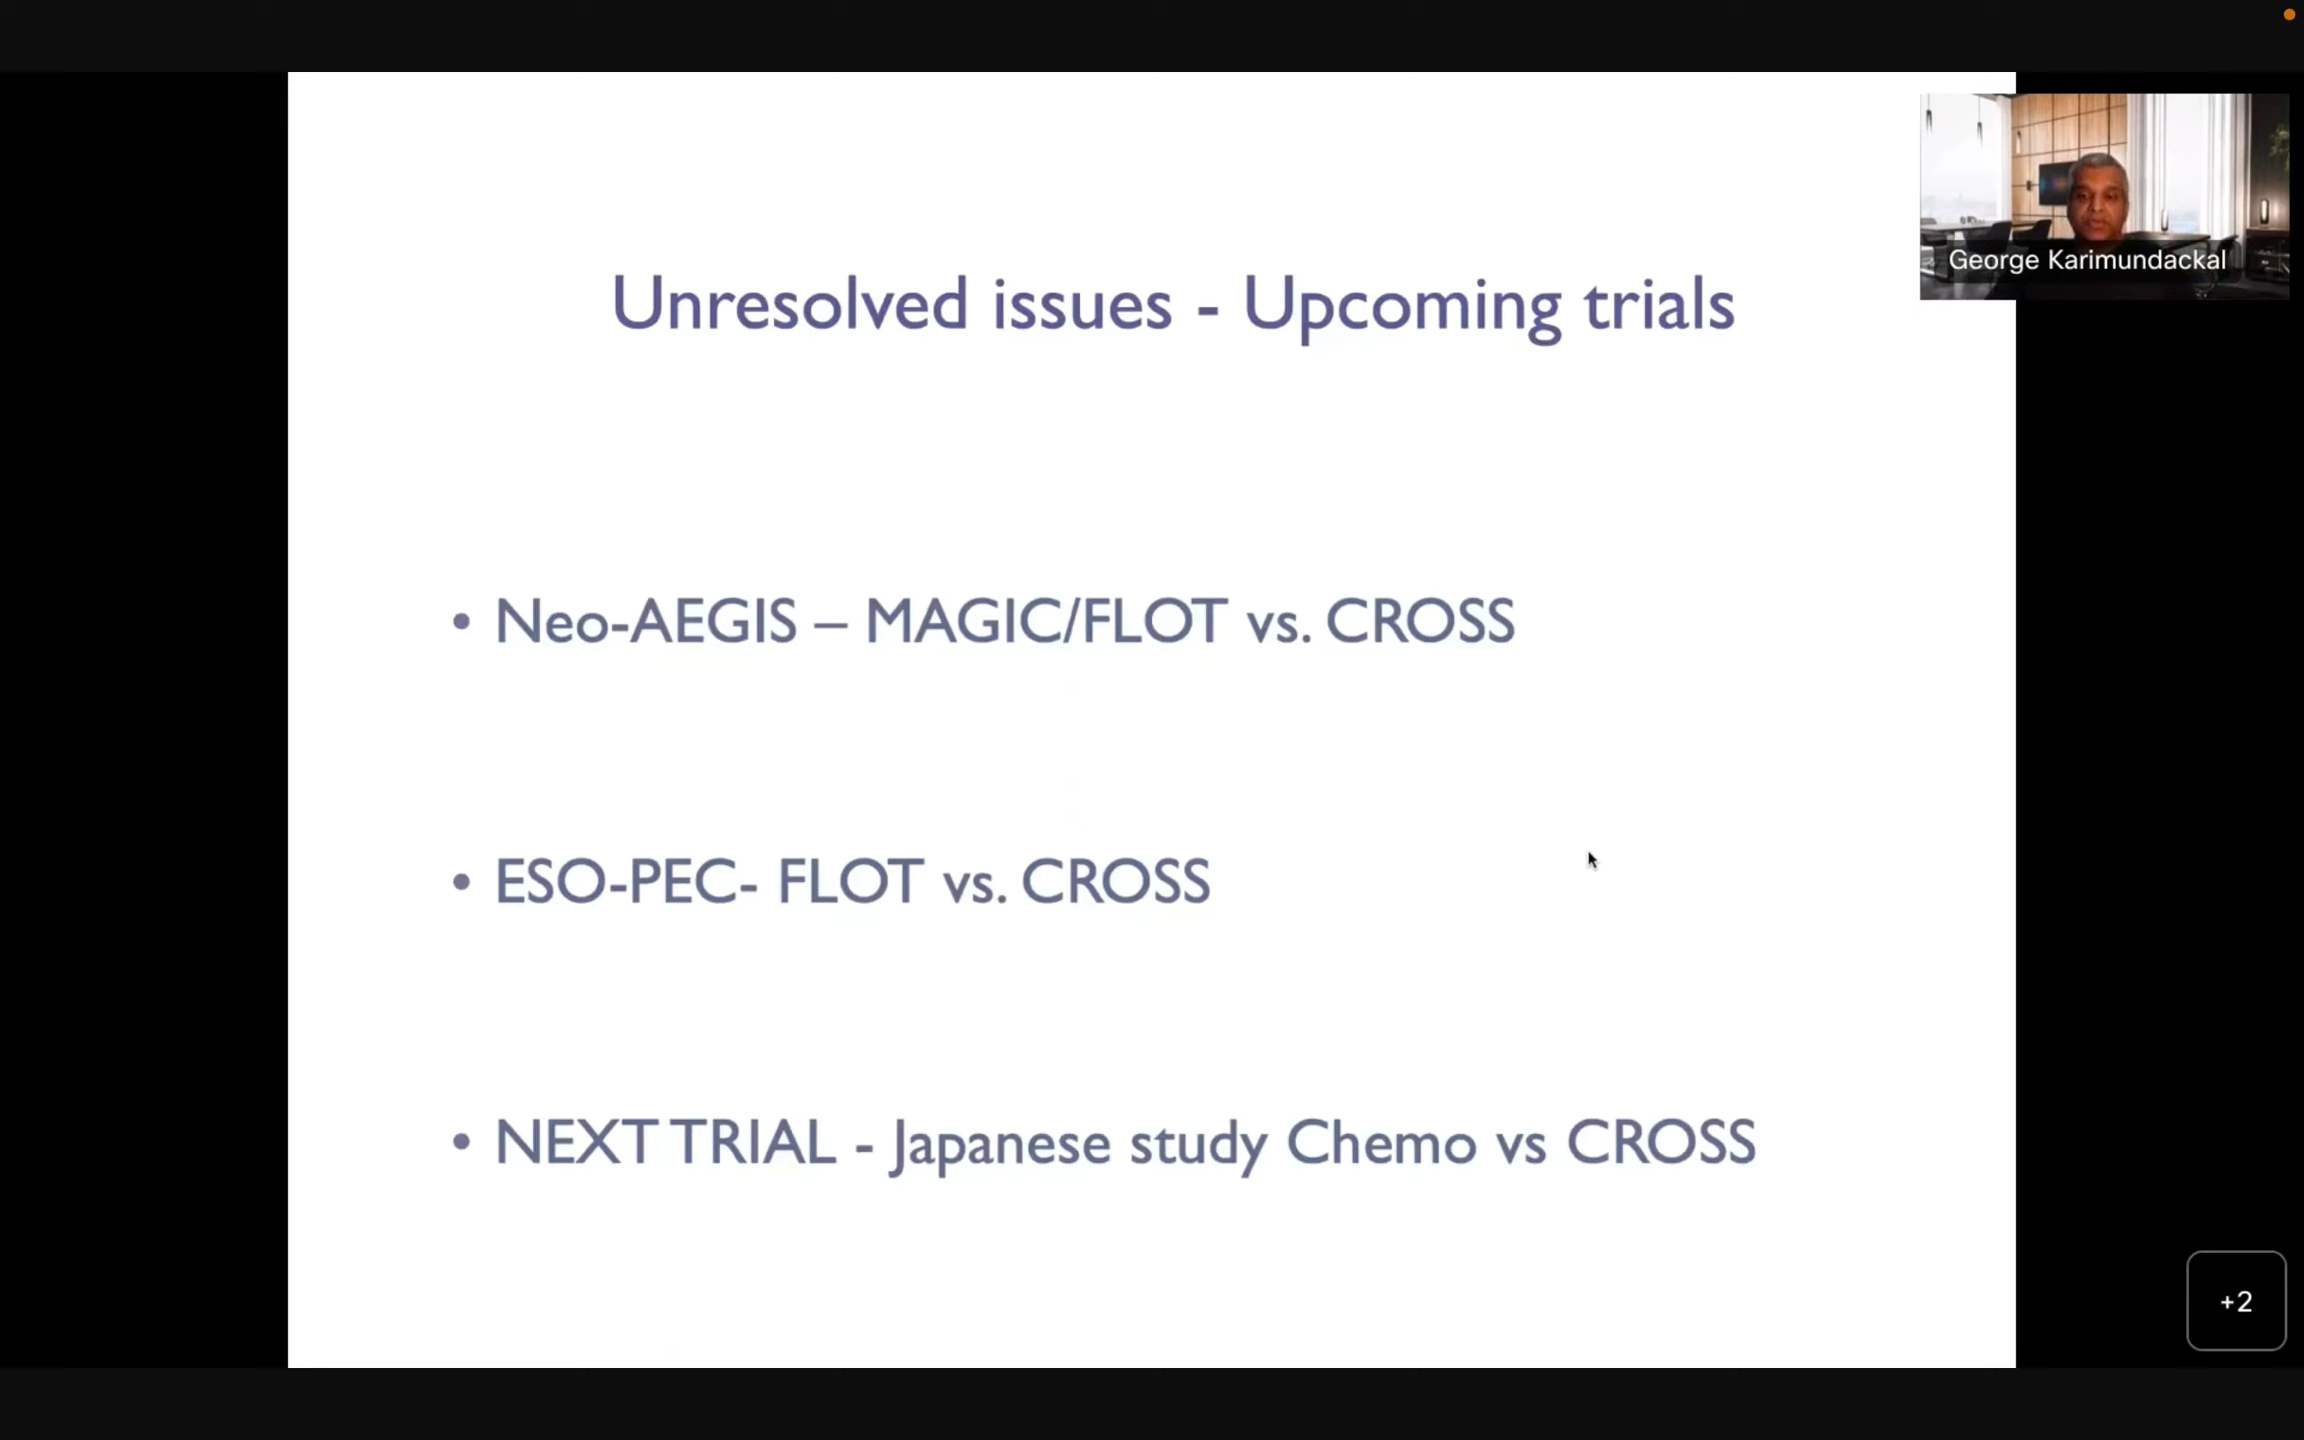 George Karimundackal
Unresolved issues - Upcoming trials
• Neo-AEGIS – MAGIC/FLOT vs. CROSS
• ESO-PEC- FLOT vs. CROSS
• NEXT TRIAL - Japanese study Chemo vs CROSS
+2